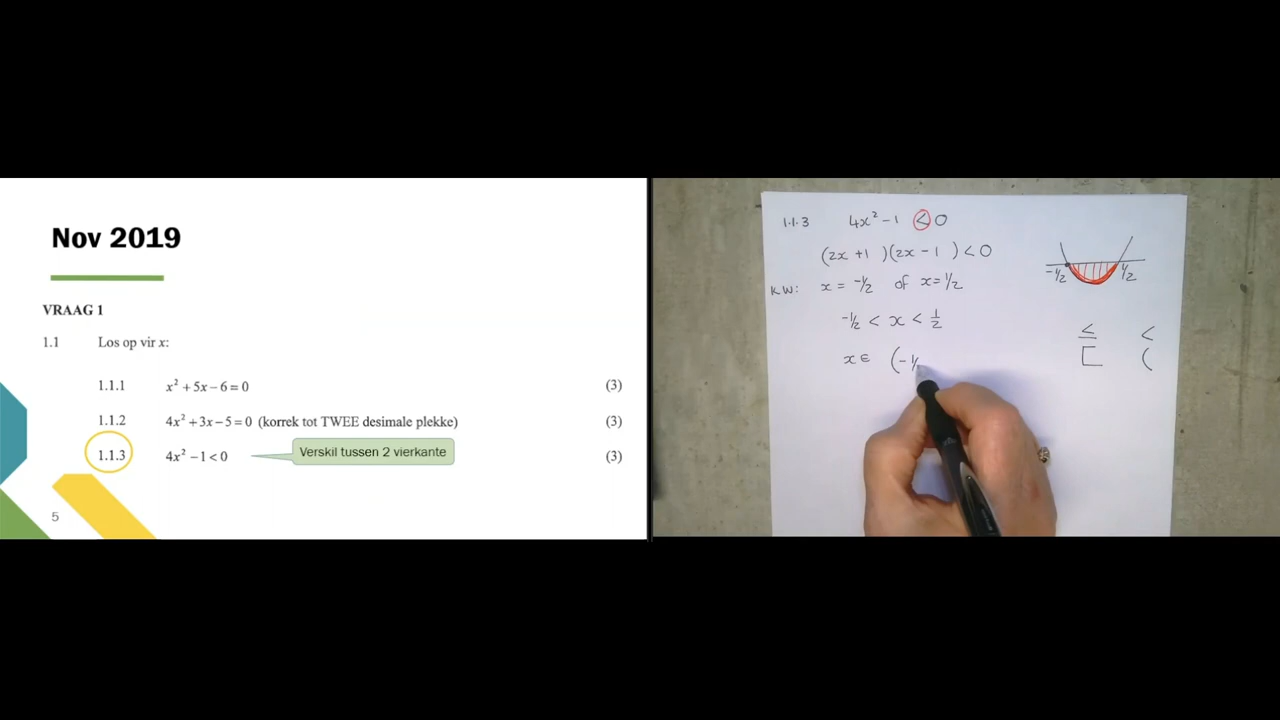 Nov 2019
VRAAG 1
1.1 Los op vir x:
1.1.1 x² + 5x − 6 = 0 (3)
1.1.2 4x² + 3x − 5 = 0 (korrek tot TWEE desimale plekke) (3)
1.1.3 4x² − 1 < 0 (3)
Verskil tussen 2 vierkante
5
1.1.3 4x² − 1 < 0
(2x + 1 )(2x − 1 ) < 0
KW: x = −1/2 of x = 1/2
−1/2 < x < 1/2
x ∈ (−1/
−1/2 1/2
≤ <
[ (